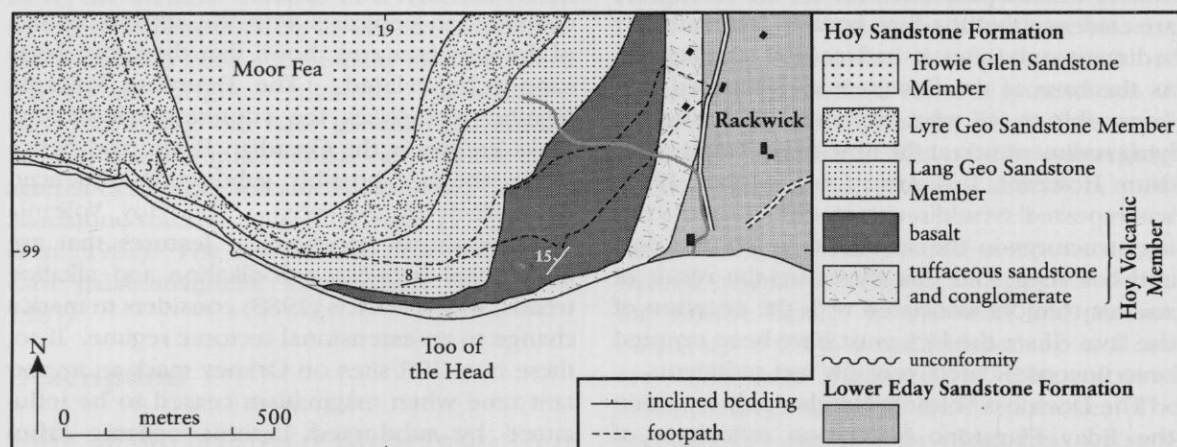 19
Moor Fea
5
Rackwick
99
8
15
Too of
the Head
N
0 500
metres
Hoy Sandstone Formation
Trowie Glen Sandstone
Member
Lyre Geo Sandstone Member
Lang Geo Sandstone
Member
basalt
tuffaceous sandstone
and conglomerate
Hoy Volcanic
Member
unconformity
Lower Eday Sandstone Formation
inclined bedding
footpath